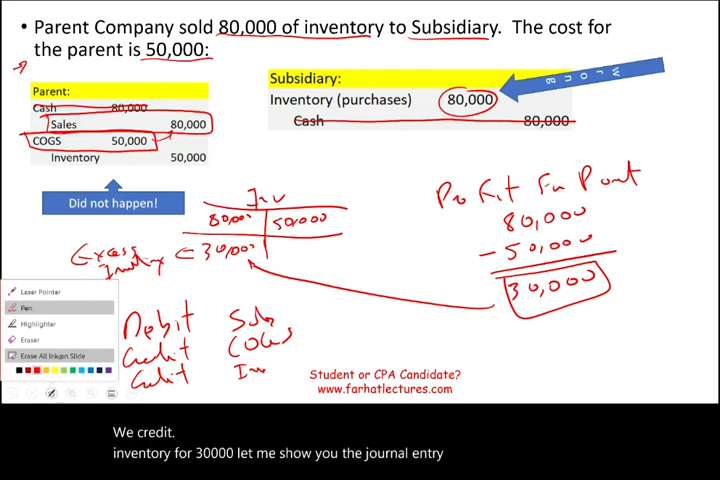 • Parent Company sold 80,000 of inventory to Subsidiary. The cost for
the parent is 50,000:
Parent:
Cash 80,000
Sales 80,000
COGS 50,000
Inventory 50,000
Did not happen!
Subsidiary:
Inventory (purchases) 80,000
Cash 80,000
Wrong
Inv
80,000 50,000
Excess 30,000
Profit Parent
80,000
- 50,000
30,000
Laser Pointer
Pen
Highlighter
Eraser
Erase All Ink on Slide
Debit Sales
Credit COGS
Credit Inv
Student or CPA Candidate?
www.farhatlectures.com
We credit.
inventory for 30000 let me show you the journal entry